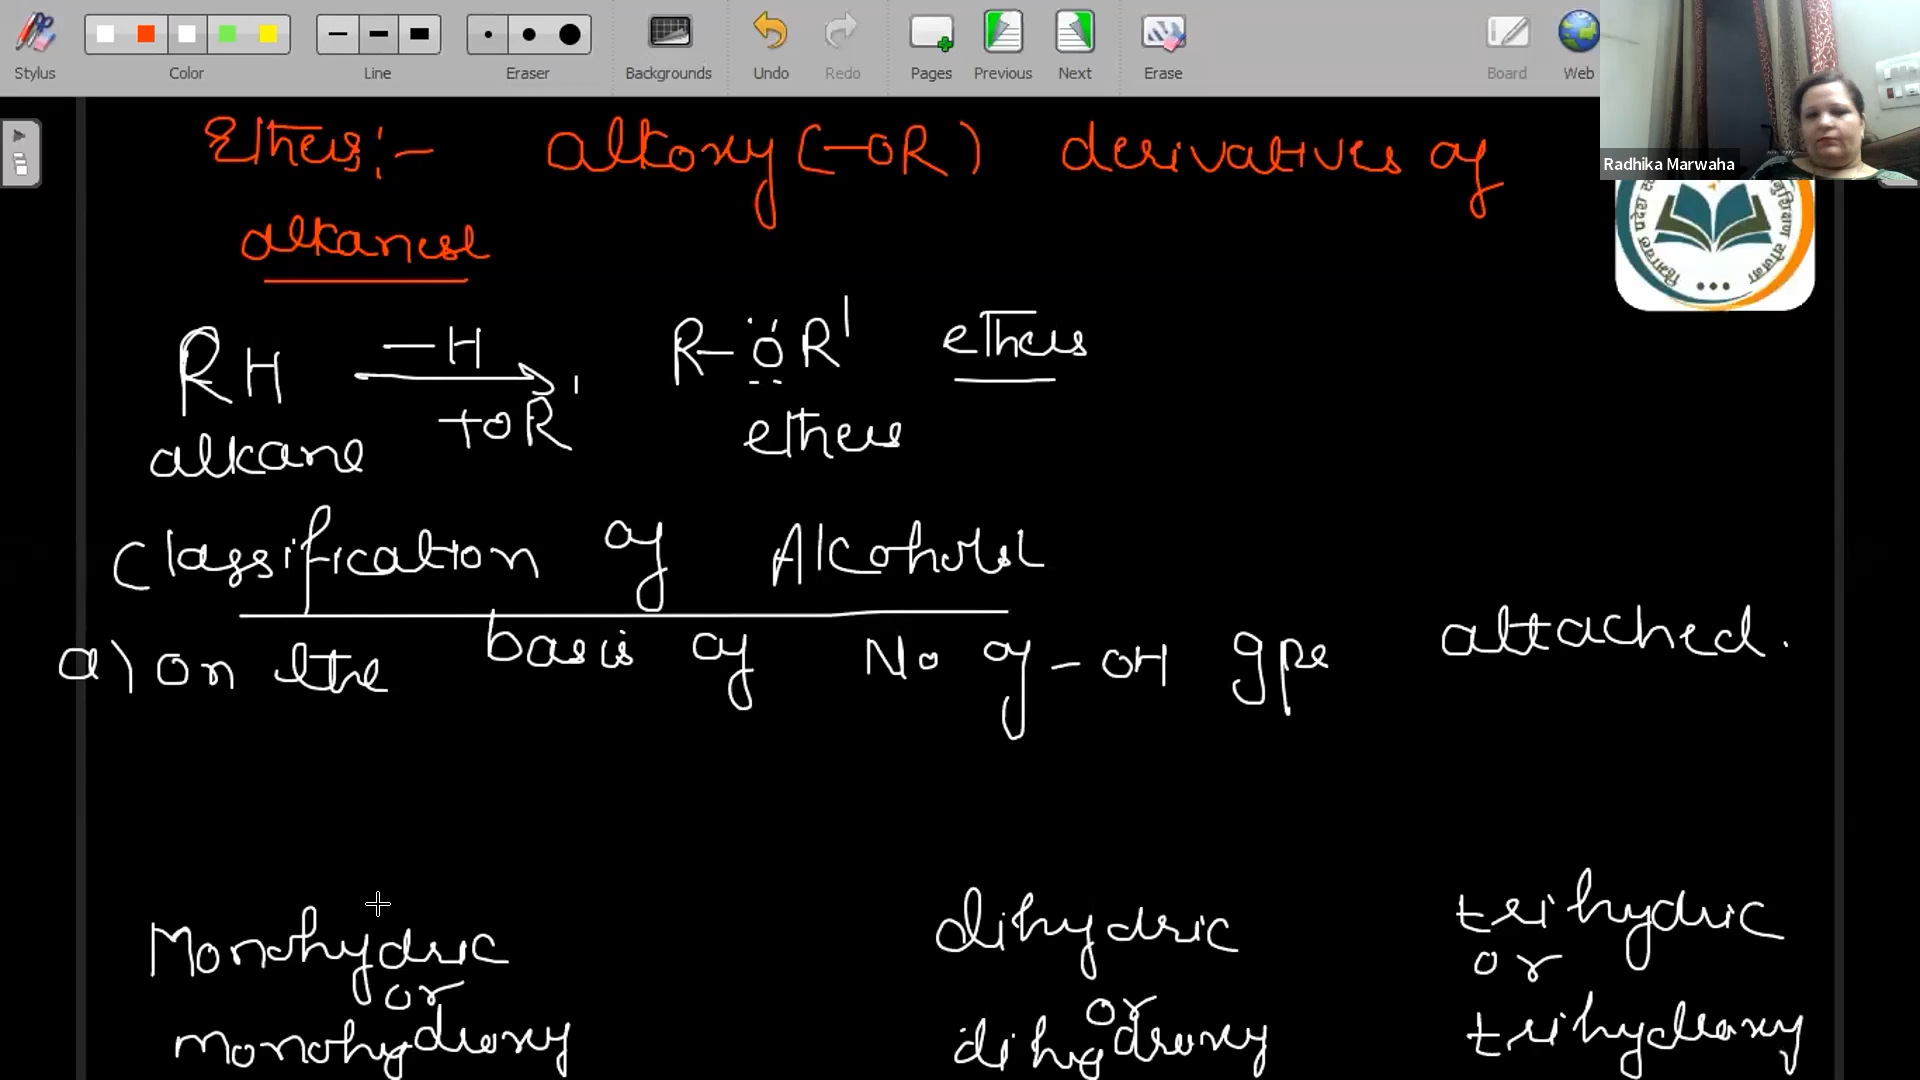 Stylus Color Line Eraser Backgrounds Undo Redo Pages Previous Next Erase Board Web
Radhika Marwaha
Ethers:- alkoxy (-OR) derivatives of
alkanes
RH -H R-OR' ethers
alkane +OR' ethers
Classification of Alcohols
a) On the basis of No of -OH gps attached.
Monohydric dihydric trihydric
or or or
monohydroxy dihydroxy trihydroxy